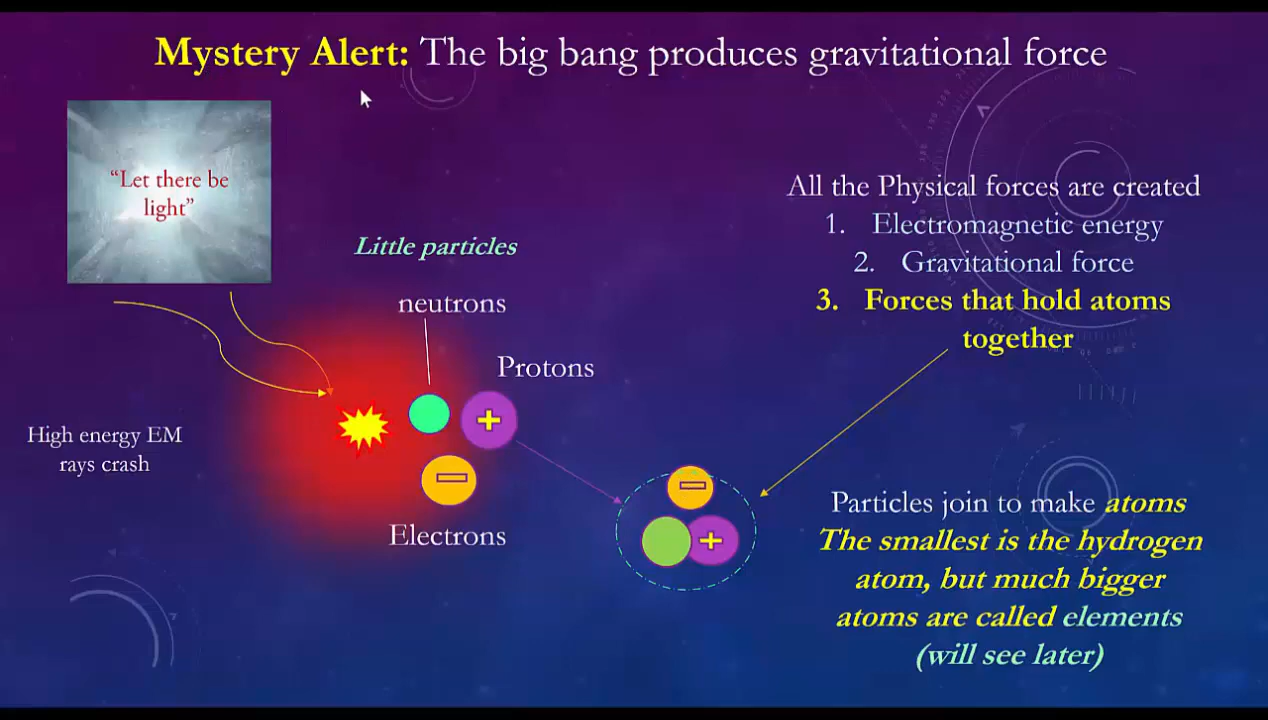 Mystery Alert: The big bang produces gravitational force
“Let there be
light”
Little particles
neutrons
Protons
High energy EM
rays crash
Electrons
All the Physical forces are created
1. Electromagnetic energy
2. Gravitational force
3. Forces that hold atoms
together
Particles join to make atoms
The smallest is the hydrogen
atom, but much bigger
atoms are called elements
(will see later)